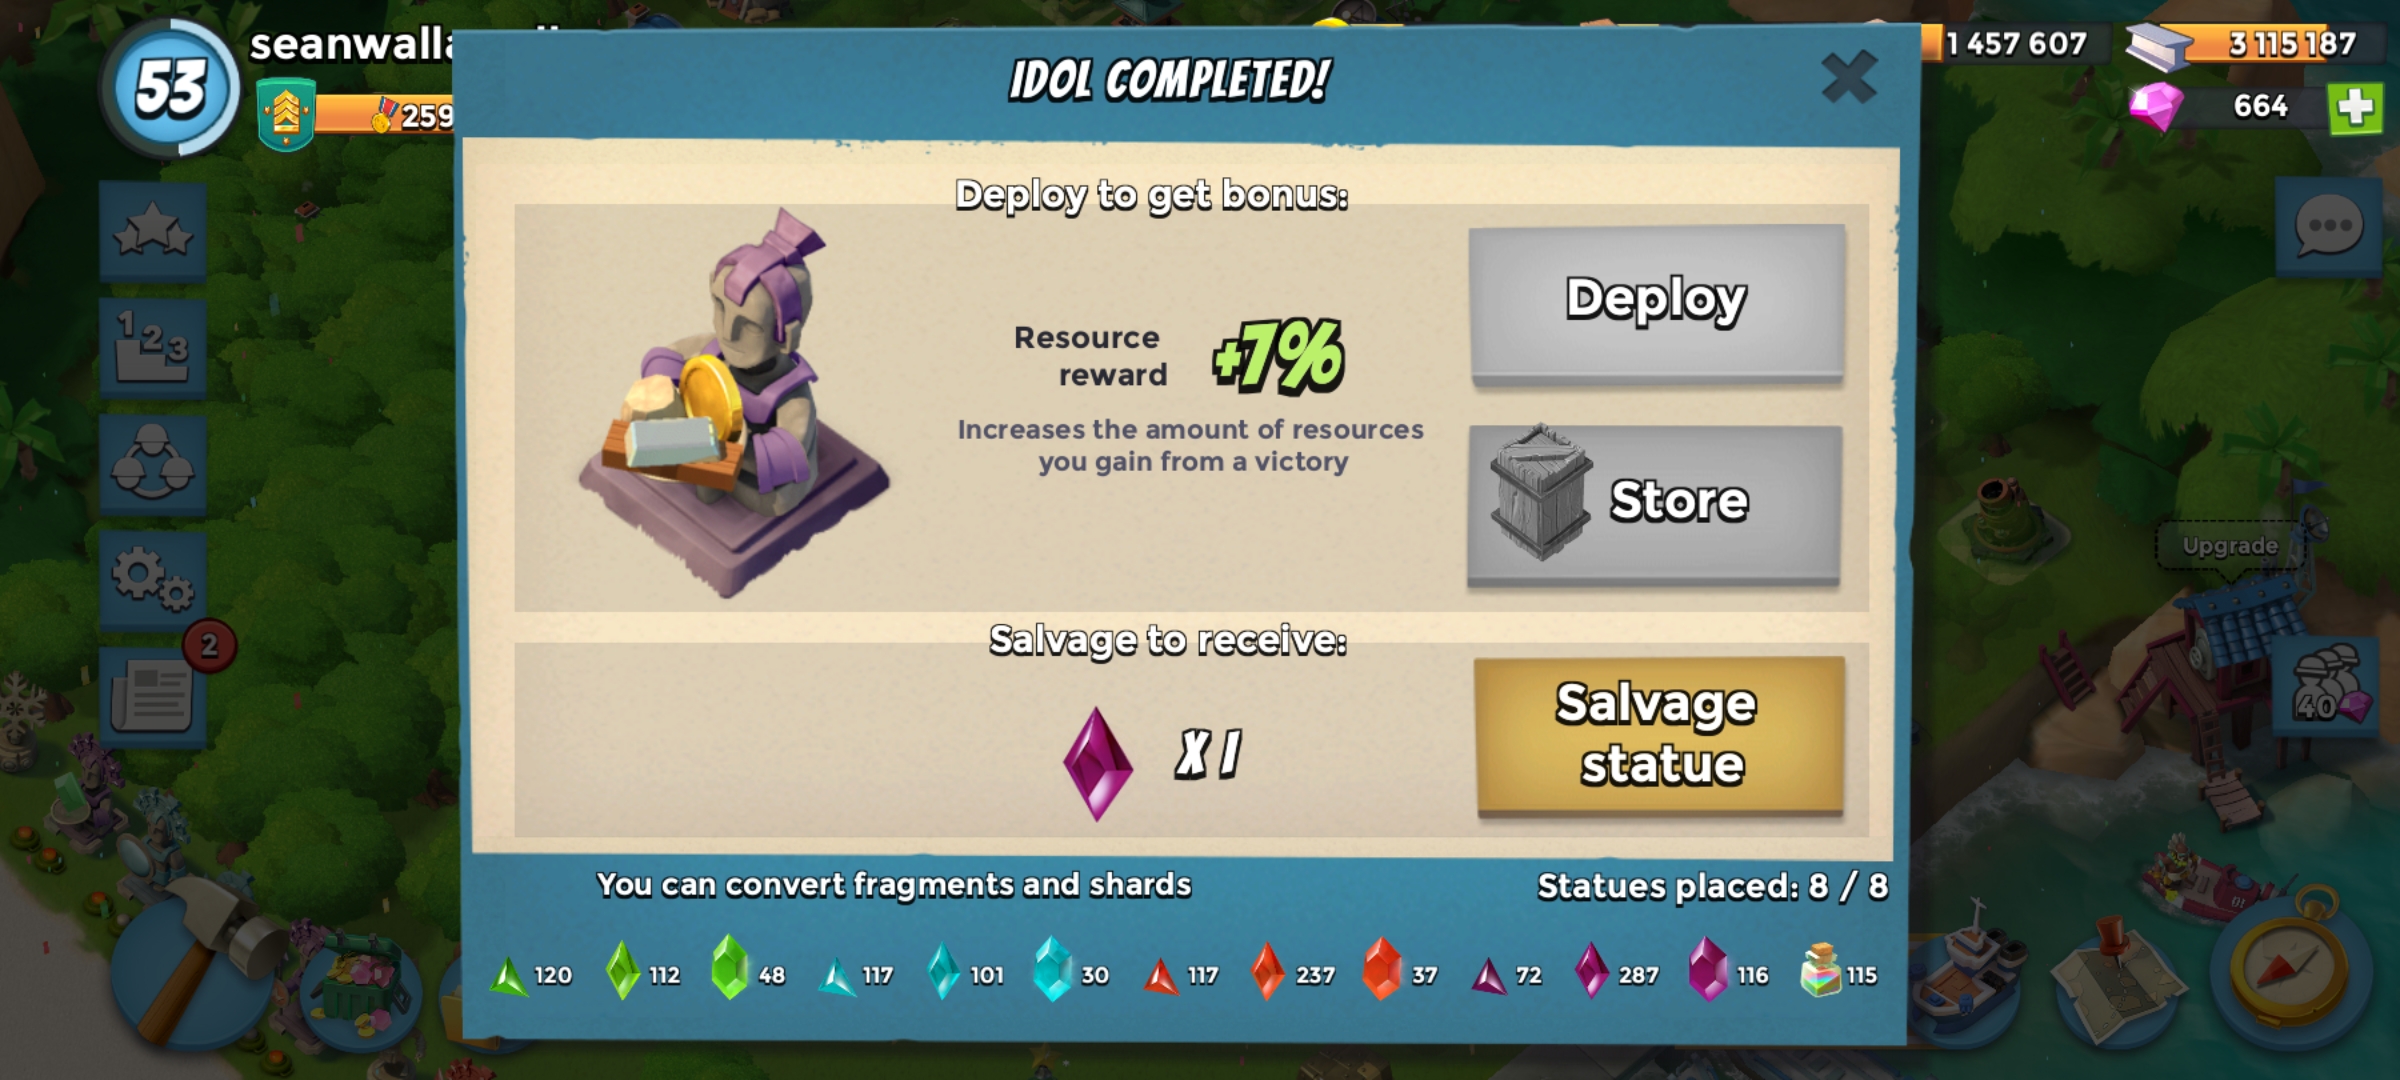 53
259
IDOL COMPLETED!
1 457 607
3 115 187
664
Deploy to get bonus:
Resource
reward
+7%
Increases the amount of resources
you gain from a victory
Deploy
Store
1 2 3
2
Upgrade
40
Salvage to receive:
X 1
Salvage
statue
You can convert fragments and shards
Statues placed: 8 / 8
120 112 48 117 101 30 117 237 37 72 287 116 115